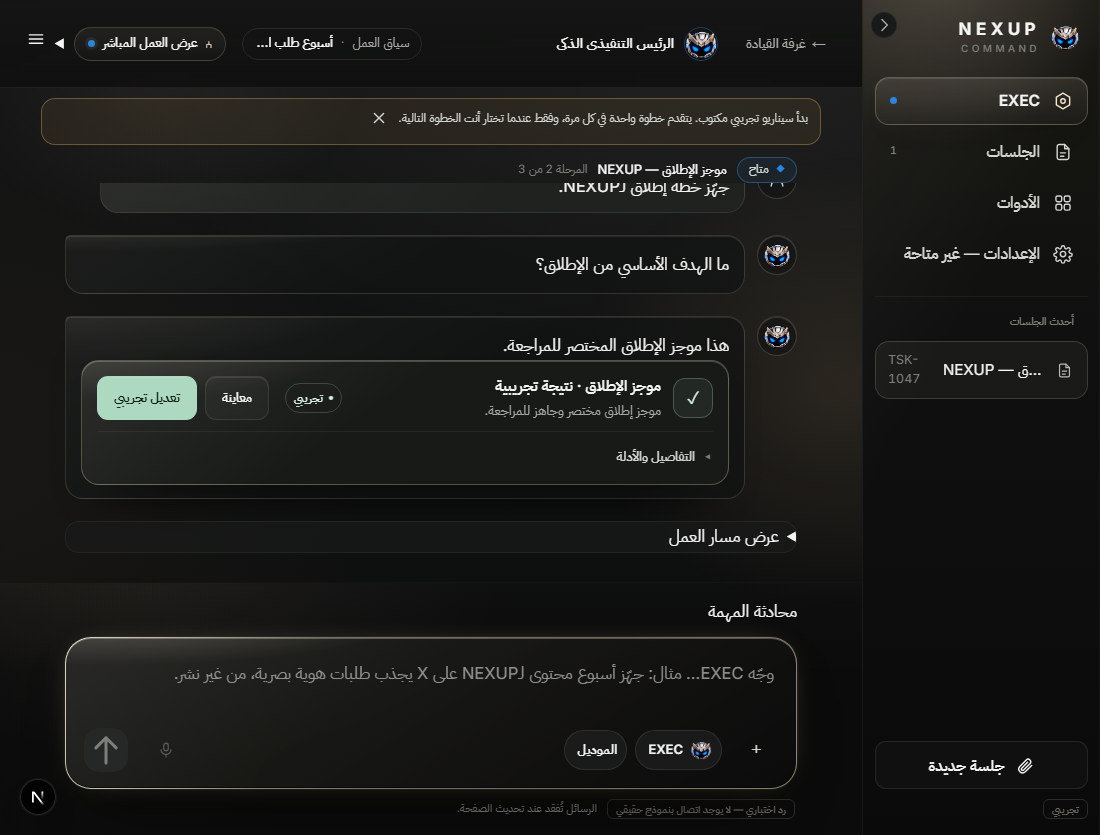 NEXUP
COMMAND
EXEC
الجلسات
1
الأدوات
الإعدادات — غير متاحة
أحدث الجلسات
NEXUP — ق...
TSK-1047
جلسة جديدة
تجريبي
← غرفة القيادة
الرئيس التنفيذي الذكي
سياق العمل · أسبوع طلب ا...
عرض العمل المباشر
بدأ سيناريو تجريبي مكتوب. يتقدم خطوة واحدة في كل مرة، وفقط عندما تختار أنت الخطوة التالية.
متاح
موجز الإطلاق — NEXUP
المرحلة 2 من 3
جهّز خطة إطلاق لـNEXUP.
ما الهدف الأساسي من الإطلاق؟
هذا موجز الإطلاق المختصر للمراجعة.
موجز الإطلاق · نتيجة تجريبية
موجز إطلاق مختصر وجاهز للمراجعة.
• تجريبي
معاينة
تعديل تجريبي
التفاصيل والأدلة
عرض مسار العمل
محادثة المهمة
وجّه EXEC... مثال: جهّز أسبوع محتوى لـNEXUP على X يجذب طلبات هوية بصرية، من غير نشر.
+
EXEC
الموديل
رد اختباري — لا يوجد اتصال بنموذج حقيقي
الرسائل تُفقد عند تحديث الصفحة.
N